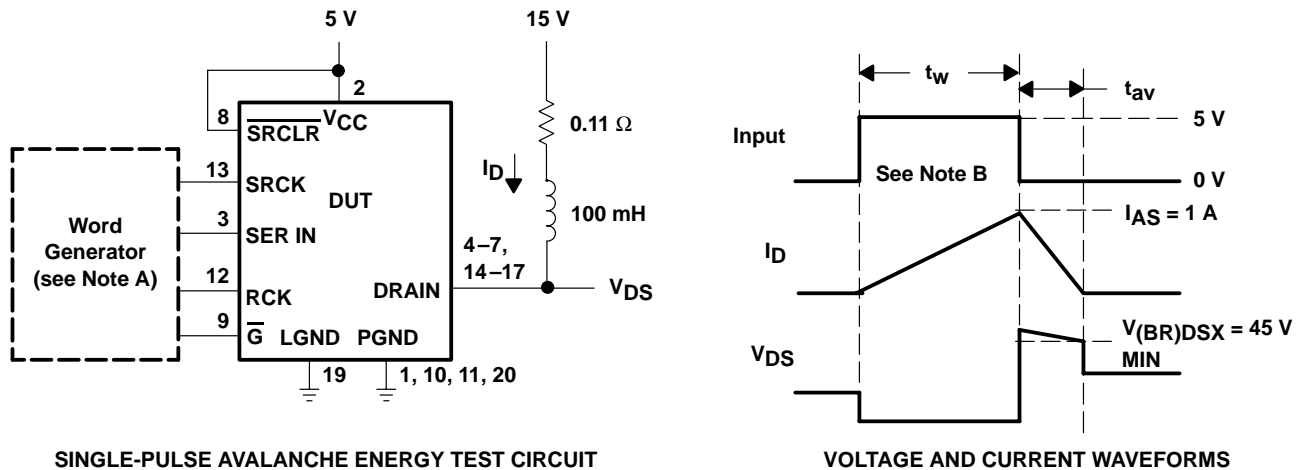 5 V
15 V
2
8
SRCLR
VCC
0.11 Ω
ID
13
SRCK
DUT
100 mH
Word
Generator
(see Note A)
3
SER IN
4–7,
14–17
12
RCK
DRAIN
VDS
9
G
LGND
PGND
19
1, 10, 11, 20
SINGLE-PULSE AVALANCHE ENERGY TEST CIRCUIT
tw
tav
Input
5 V
See Note B
0 V
IAS = 1 A
ID
V(BR)DSX = 45 V
MIN
VDS
VOLTAGE AND CURRENT WAVEFORMS